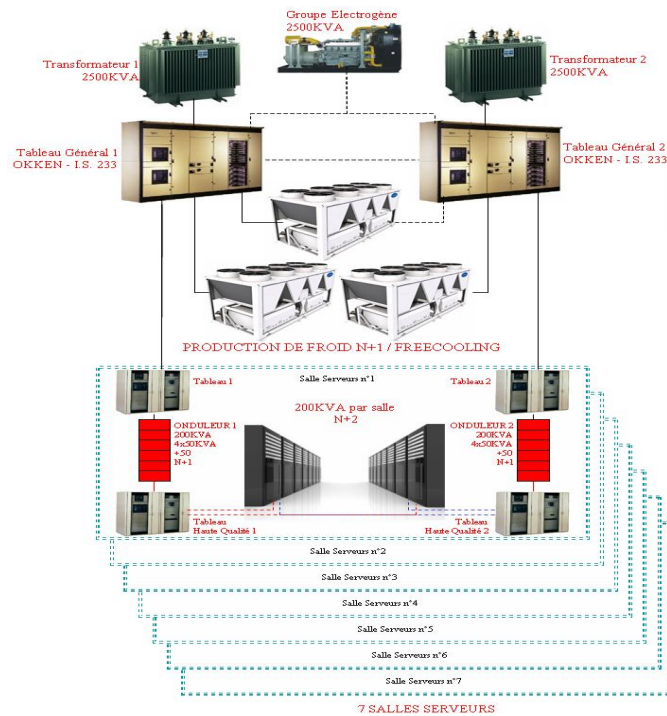 Groupe Electrogène
2500KVA
Transformateur 1
2500KVA
Transformateur 2
2500KVA
Tableau Général 1
OKKEN - I.S. 233
Tableau Général 2
OKKEN - I.S. 233
PRODUCTION DE FROID N+1 / FREECOOLING
Salle Serveurs n°1
Tableau 1
Tableau 2
200KVA par salle
N+2
ONDULEUR 1
200KVA
4x50KVA
+50
N+1
ONDULEUR 2
200KVA
4x50KVA
+50
N+1
Tableau
Haute Qualité 1
Tableau
Haute Qualité 2
Salle Serveurs n°2
Salle Serveurs n°3
Salle Serveurs n°4
Salle Serveurs n°5
Salle Serveurs n°6
Salle Serveurs n°7
7 SALLES SERVEURS